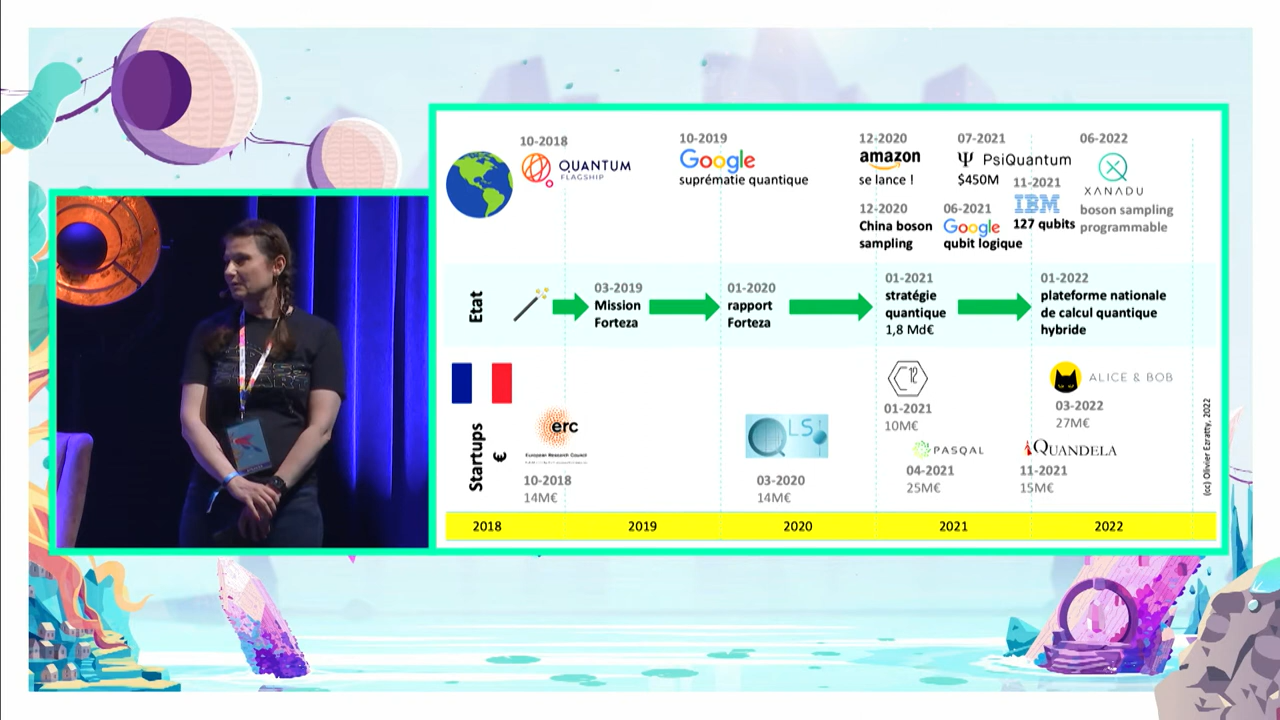 10-2018
QUANTUM
FLAGSHIP
10-2019
Google
suprématie quantique
12-2020
amazon
se lance !
12-2020
China boson
sampling
07-2021
PsiQuantum
$450M
06-2021
Google
qubit logique
11-2021
IBM
127 qubits
06-2022
XANADU
boson sampling
programmable
Etat
03-2019
Mission
Forteza
01-2020
rapport
Forteza
01-2021
stratégie
quantique
1,8 Md€
01-2022
plateforme nationale
de calcul quantique
hybride
Startups
€
erc
European Research Council
10-2018
14M€
LS
03-2020
14M€
C12
01-2021
10M€
PASQAL
04-2021
25M€
ALICE & BOB
03-2022
27M€
QUANDELA
11-2021
15M€
(cc) Olivier Ezratty, 2022
2018
2019
2020
2021
2022